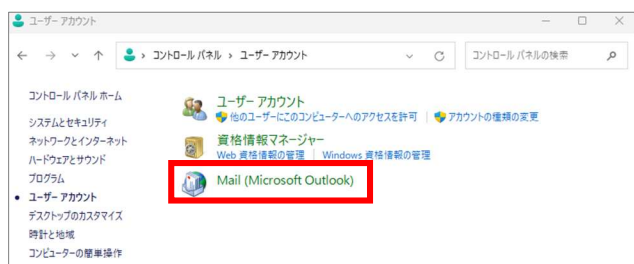 ユーザー アカウント
コントロール パネル › ユーザー アカウント
コントロール パネルの検索
コントロール パネル ホーム
システムとセキュリティ
ネットワークとインターネット
ハードウェアとサウンド
プログラム
ユーザー アカウント
デスクトップのカスタマイズ
時計と地域
コンピューターの簡単操作
ユーザー アカウント
他のユーザーにこのコンピューターへのアクセスを許可 | アカウントの種類の変更
資格情報マネージャー
Web 資格情報の管理 | Windows 資格情報の管理
Mail (Microsoft Outlook)